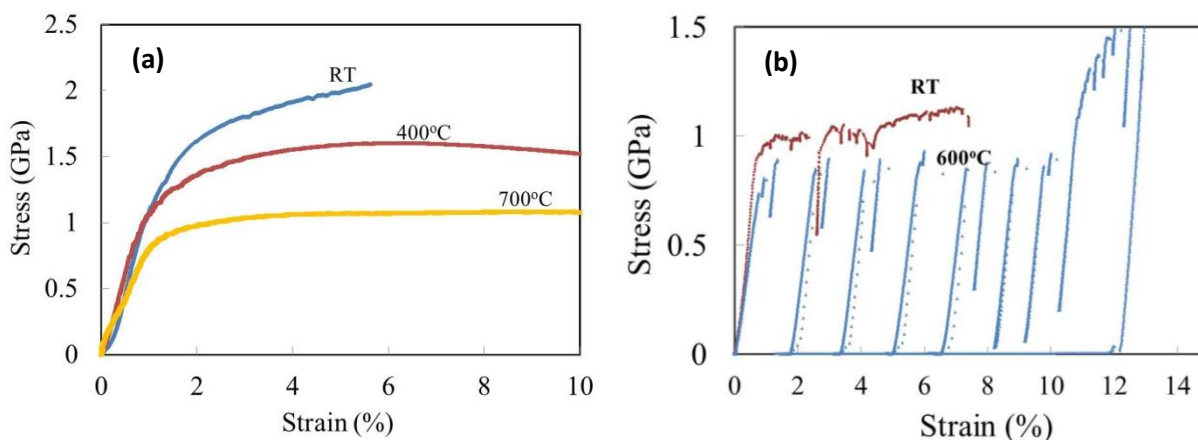 (a)
2.5
2
1.5
1
0.5
0
RT
400°C
700°C
0 2 4 6 8 10
Stress (GPa)
Strain (%)
(b)
1.5
1
0.5
0
RT
600°C
0 2 4 6 8 10 12 14
Stress (GPa)
Strain (%)